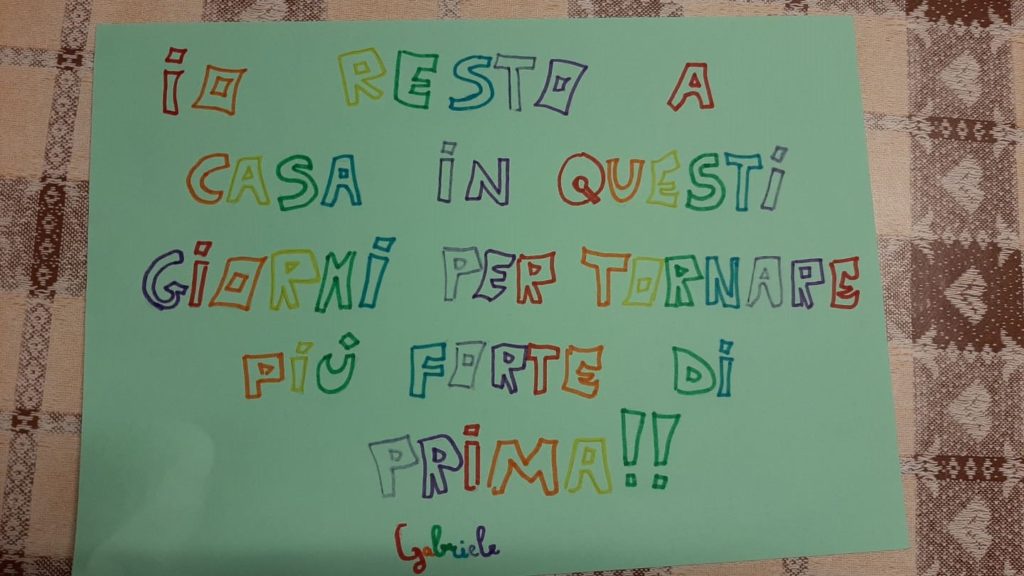 iO RESTO A
CASA iN QUESTi
GiORNi PER TORNARE
PiÙ FORTE Di
PRiMA!!
Gabriele